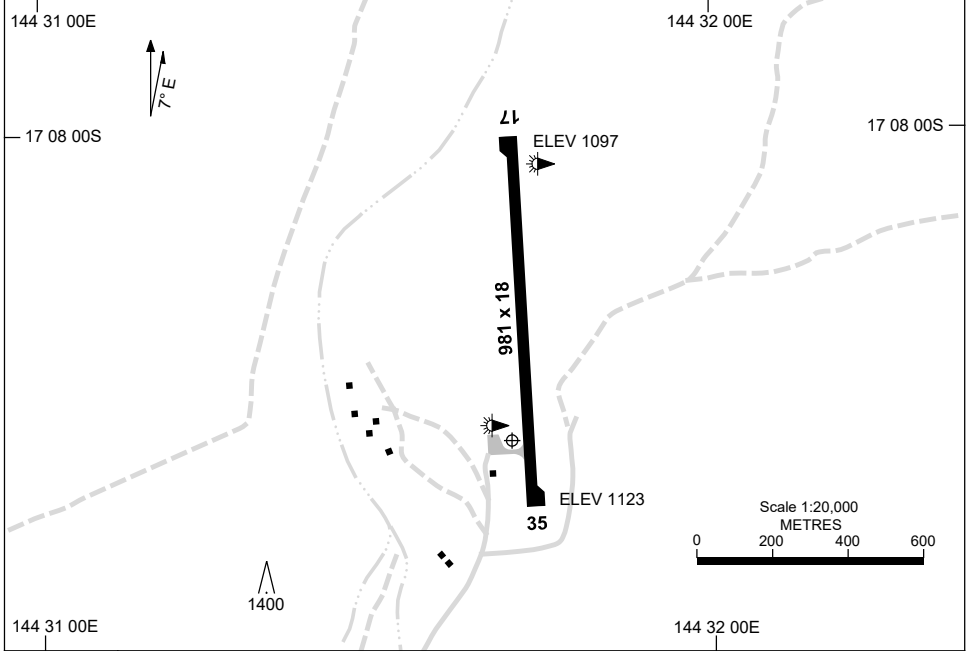 144 31 00E
144 32 00E
7° E
17
17 08 00S
17 08 00S
ELEV 1097
981 x 18
ELEV 1123
35
Scale 1:20,000
METRES
0 200 400 600
1400
144 31 00E
144 32 00E